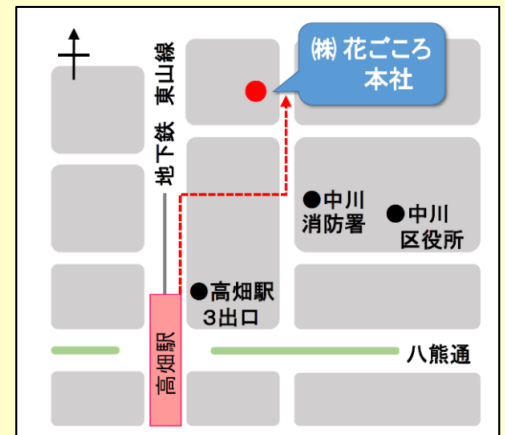 ㈱ 花ごころ
本社
地下鉄 東山線
●中川
消防署
●中川
区役所
●高畑駅
3出口
高畑駅
八熊通